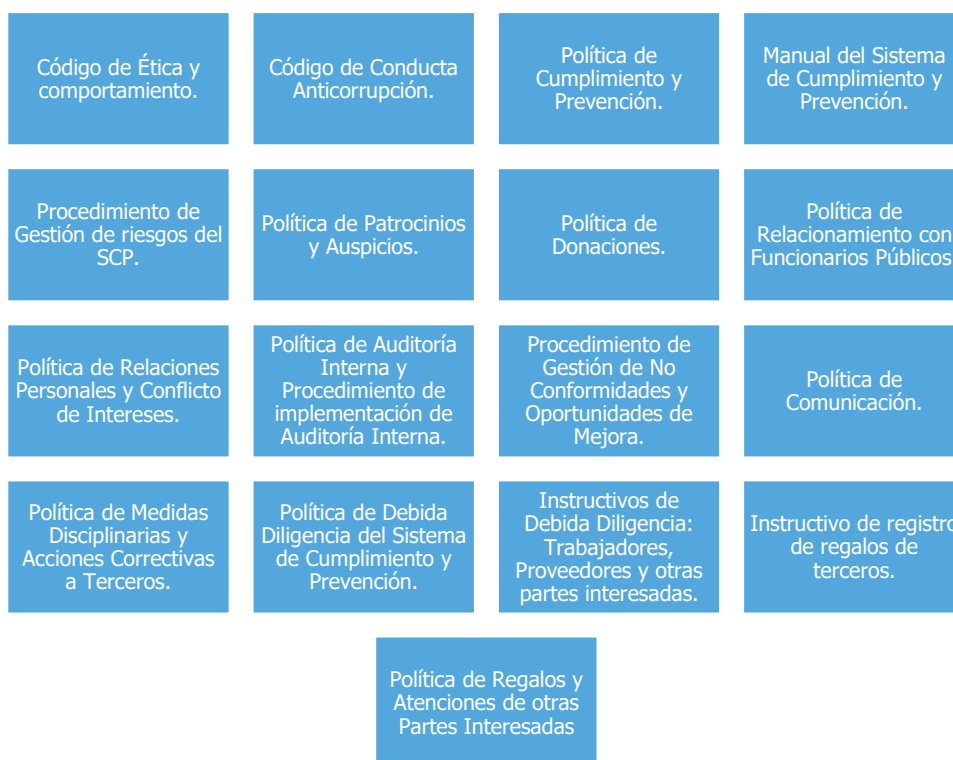 Código de Ética y
comportamiento.
Código de Conducta
Anticorrupción.
Política de
Cumplimiento y
Prevención.
Manual del Sistema
de Cumplimiento y
Prevención.
Procedimiento de
Gestión de riesgos del
SCP.
Política de Patrocinios
y Auspicios.
Política de
Donaciones.
Política de
Relacionamiento con
Funcionarios Públicos
Política de Relaciones
Personales y Conflicto
de Intereses.
Política de Auditoría
Interna y
Procedimiento de
implementación de
Auditoría Interna.
Procedimiento de
Gestión de No
Conformidades y
Oportunidades de
Mejora.
Política de
Comunicación.
Política de Medidas
Disciplinarias y
Acciones Correctivas
a Terceros.
Política de Debida
Diligencia del Sistema
de Cumplimiento y
Prevención.
Instructivos de
Debida Diligencia:
Trabajadores,
Proveedores y otras
partes interesadas.
Instructivo de registro
de regalos de
terceros.
Política de Regalos y
Atenciones de otras
Partes Interesadas